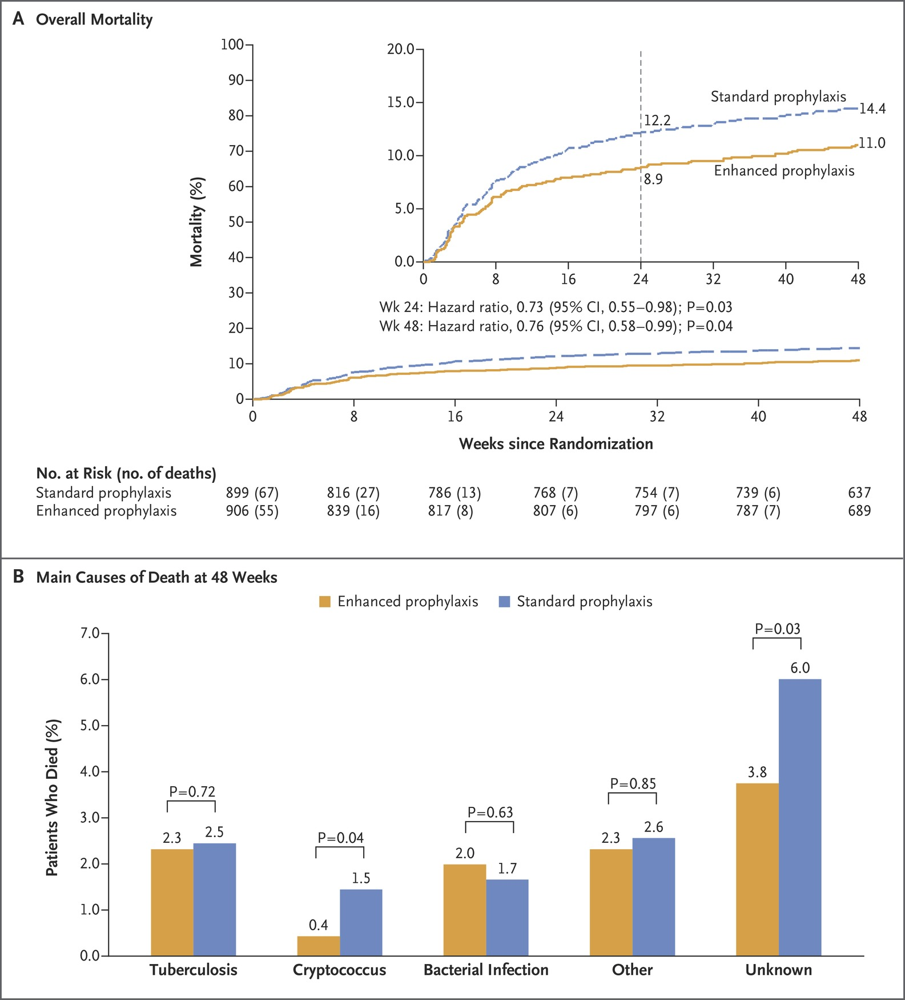 A Overall Mortality
Mortality (%)
100
90
80
70
60
50
40
30
20
10
0
0 8 16 24 32 40 48
20.0
15.0
10.0
5.0
0.0
0 8 16 24 32 40 48
Standard prophylaxis
14.4
12.2
11.0
Enhanced prophylaxis
8.9
Wk 24: Hazard ratio, 0.73 (95% CI, 0.55–0.98); P=0.03
Wk 48: Hazard ratio, 0.76 (95% CI, 0.58–0.99); P=0.04
Weeks since Randomization
No. at Risk (no. of deaths)
Standard prophylaxis 899 (67) 816 (27) 786 (13) 768 (7) 754 (7) 739 (6) 637
Enhanced prophylaxis 906 (55) 839 (16) 817 (8) 807 (6) 797 (6) 787 (7) 689
B Main Causes of Death at 48 Weeks
Enhanced prophylaxis Standard prophylaxis
Patients Who Died (%)
7.0
6.0
5.0
4.0
3.0
2.0
1.0
0.0
P=0.72
2.3 2.5
P=0.04
0.4 1.5
P=0.63
2.0 1.7
P=0.85
2.3 2.6
P=0.03
3.8 6.0
Tuberculosis Cryptococcus Bacterial Infection Other Unknown